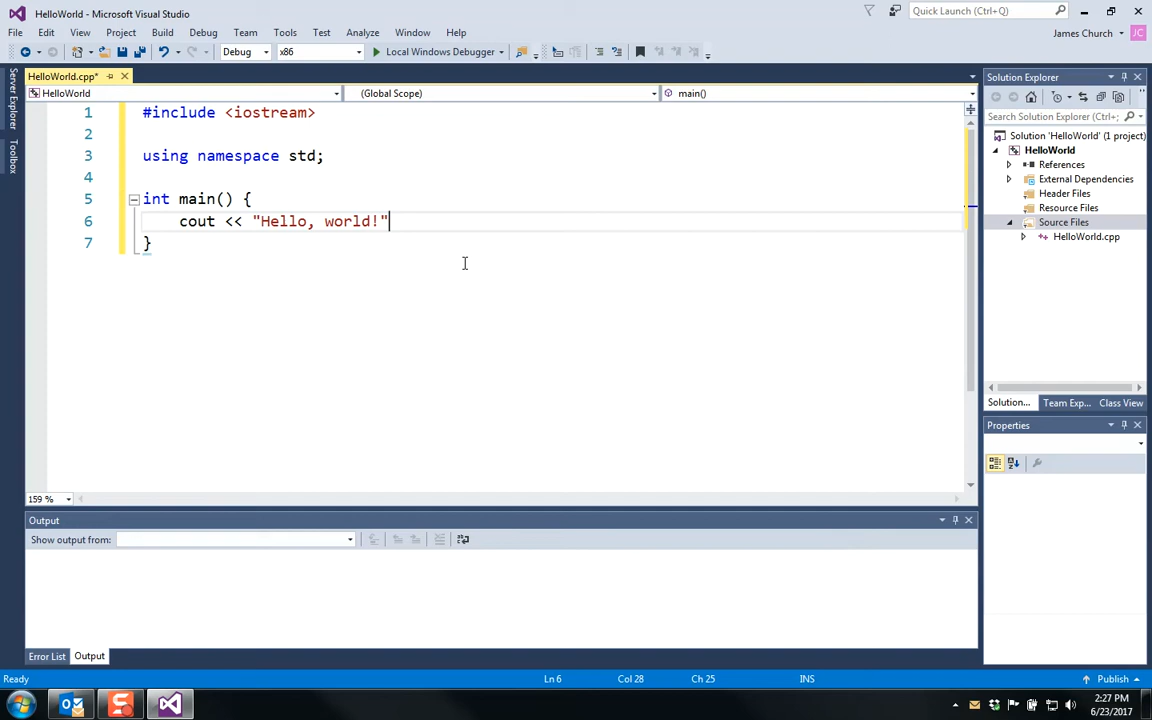 HelloWorld - Microsoft Visual Studio
Quick Launch (Ctrl+Q)
File Edit View Project Build Debug Team Tools Test Analyze Window Help
James Church JC
Debug x86 Local Windows Debugger
Server Explorer
Toolbox
HelloWorld.cpp*
HelloWorld (Global Scope) main()
1 #include <iostream>
2
3 using namespace std;
4
5 int main() {
6 cout << "Hello, world!"
7 }
159 %
Output
Show output from:
Error List Output
Solution Explorer
Search Solution Explorer (Ctrl+;
Solution 'HelloWorld' (1 project)
HelloWorld
References
External Dependencies
Header Files
Resource Files
Source Files
HelloWorld.cpp
Solution... Team Exp... Class View
Properties
Ready Ln 6 Col 28 Ch 25 INS Publish
2:27 PM
6/23/2017